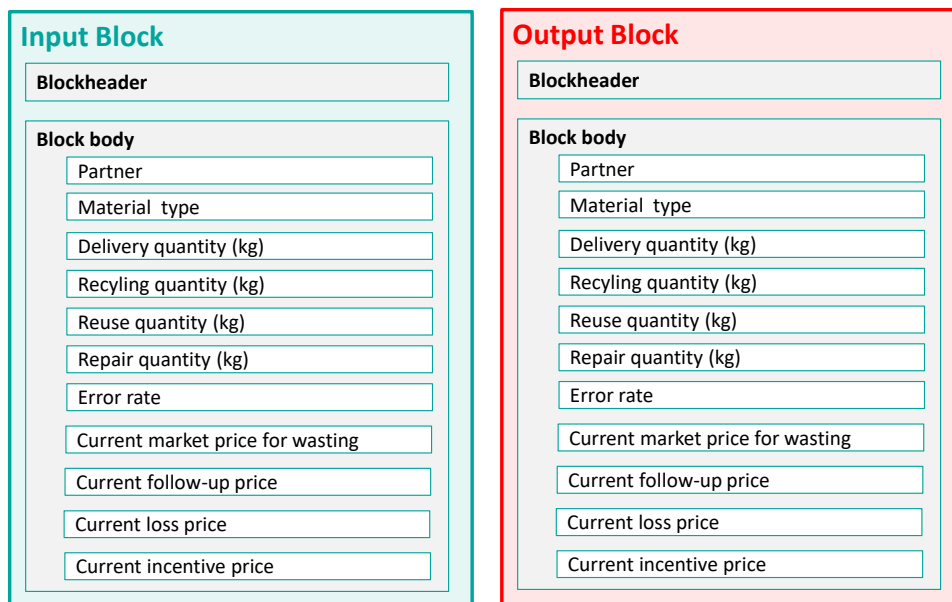 Input Block
Blockheader
Block body
Partner
Material type
Delivery quantity (kg)
Recyling quantity (kg)
Reuse quantity (kg)
Repair quantity (kg)
Error rate
Current market price for wasting
Current follow-up price
Current loss price
Current incentive price
Output Block
Blockheader
Block body
Partner
Material type
Delivery quantity (kg)
Recyling quantity (kg)
Reuse quantity (kg)
Repair quantity (kg)
Error rate
Current market price for wasting
Current follow-up price
Current loss price
Current incentive price